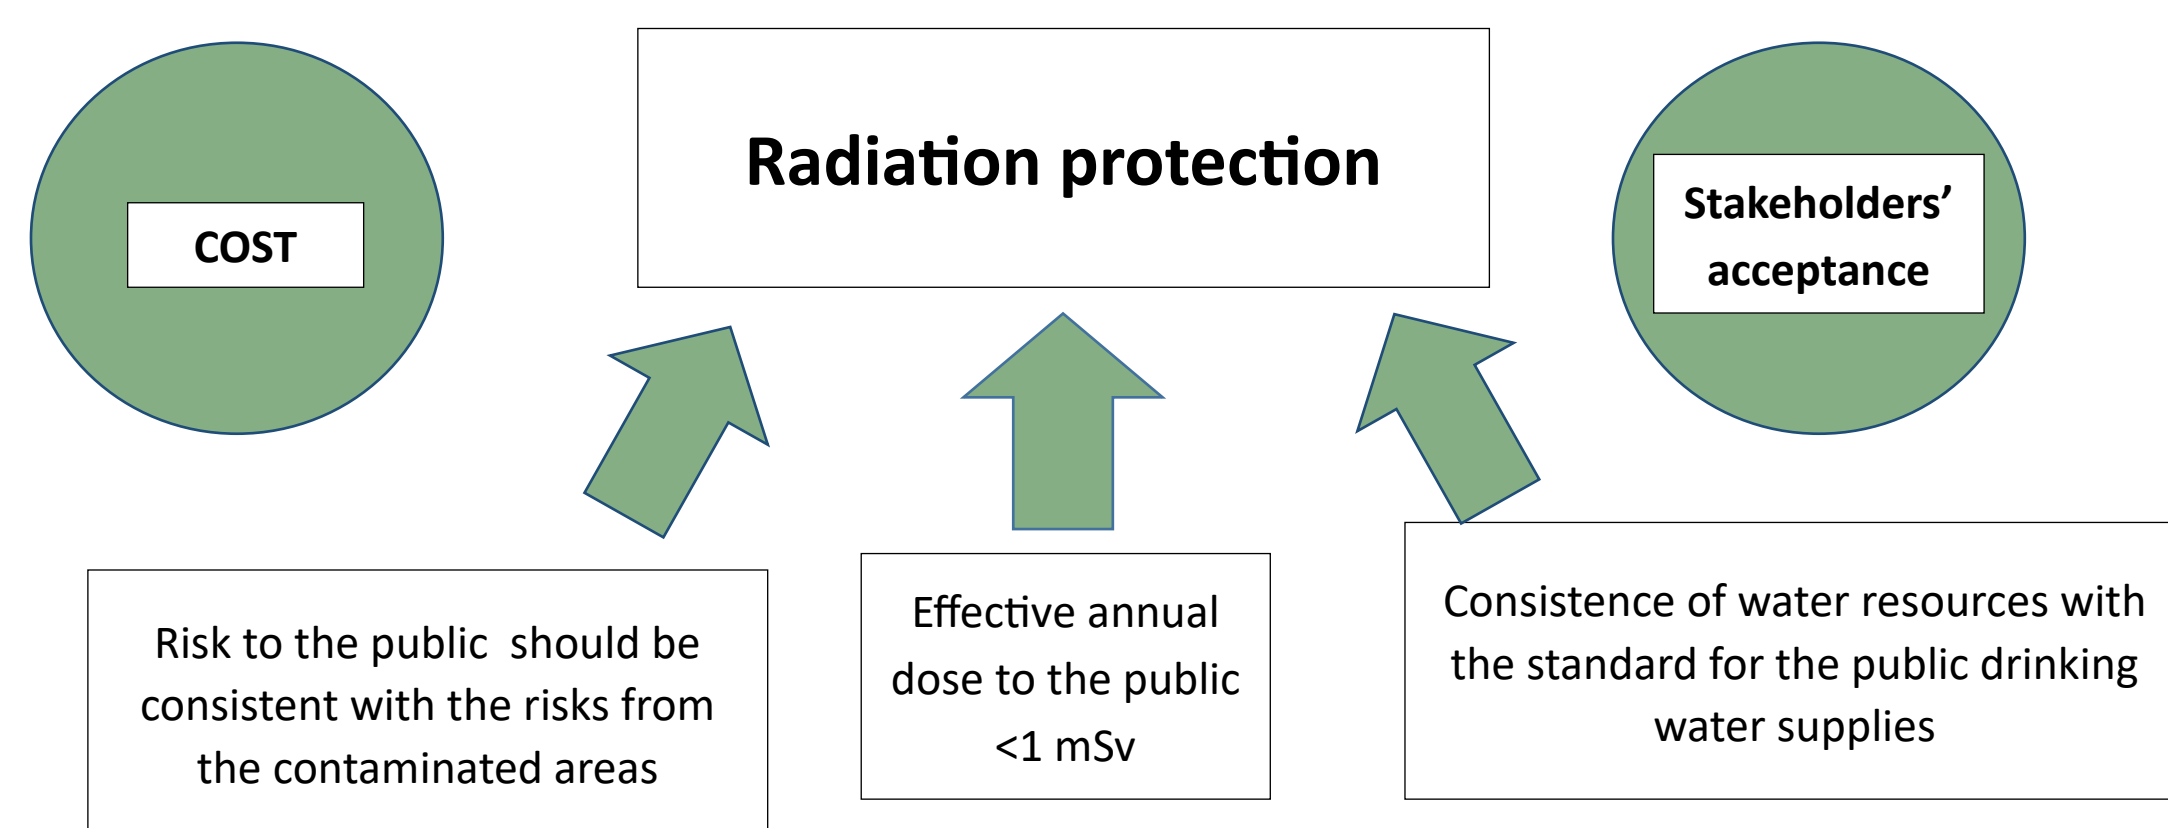 COST
Radiation protection
Stakeholders’
acceptance
Risk to the public  should be
consistent with the risks from
the contaminated areas
Effective annual
dose to the public
<1 mSv
Consistence of water resources with
the standard for the public drinking
water supplies